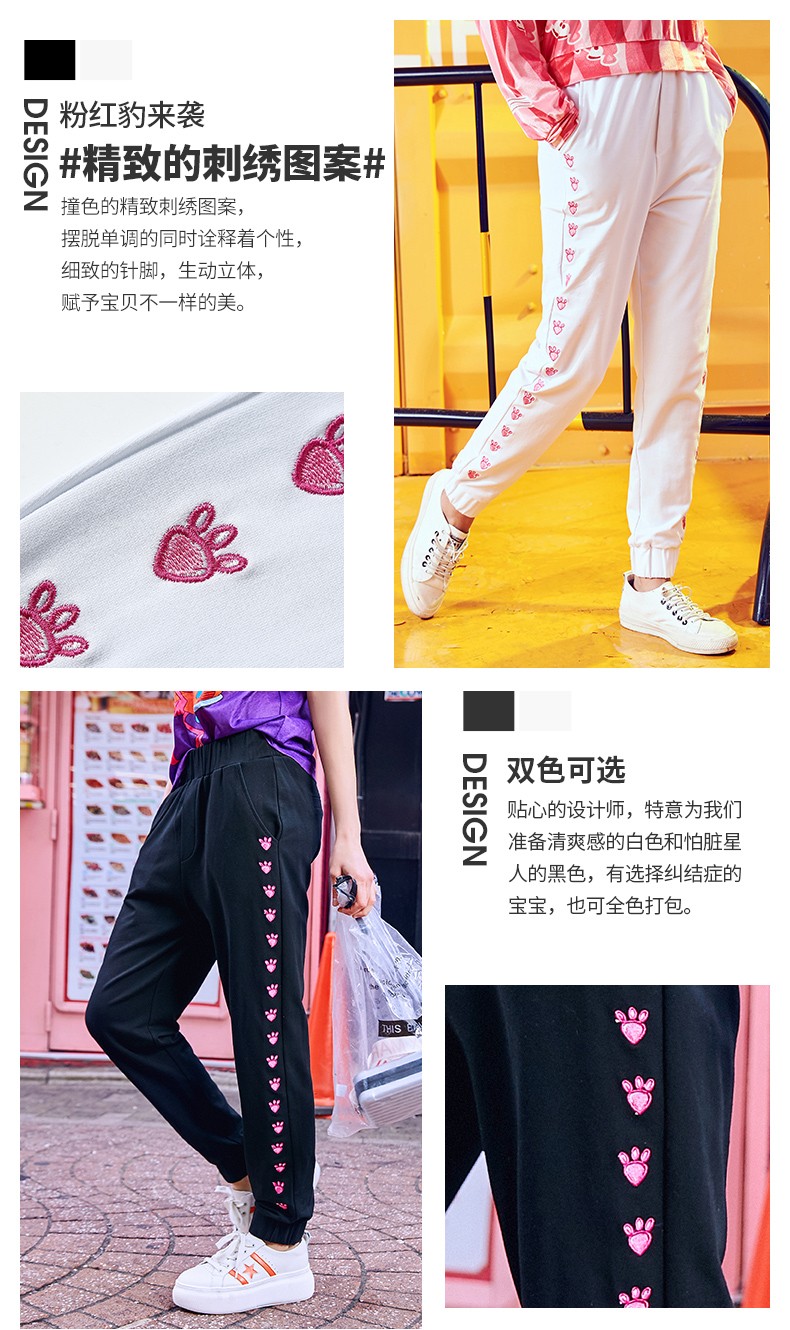 DESIGN
粉红豹来袭
#精致的刺绣图案#
撞色的精致刺绣图案，
摆脱单调的同时诠释着个性，
细致的针脚，生动立体，
赋予宝贝不一样的美。
DESIGN
双色可选
贴心的设计师，特意为我们
准备清爽感的白色和怕脏星
人的黑色，有选择纠结症的
宝宝，也可全色打包。